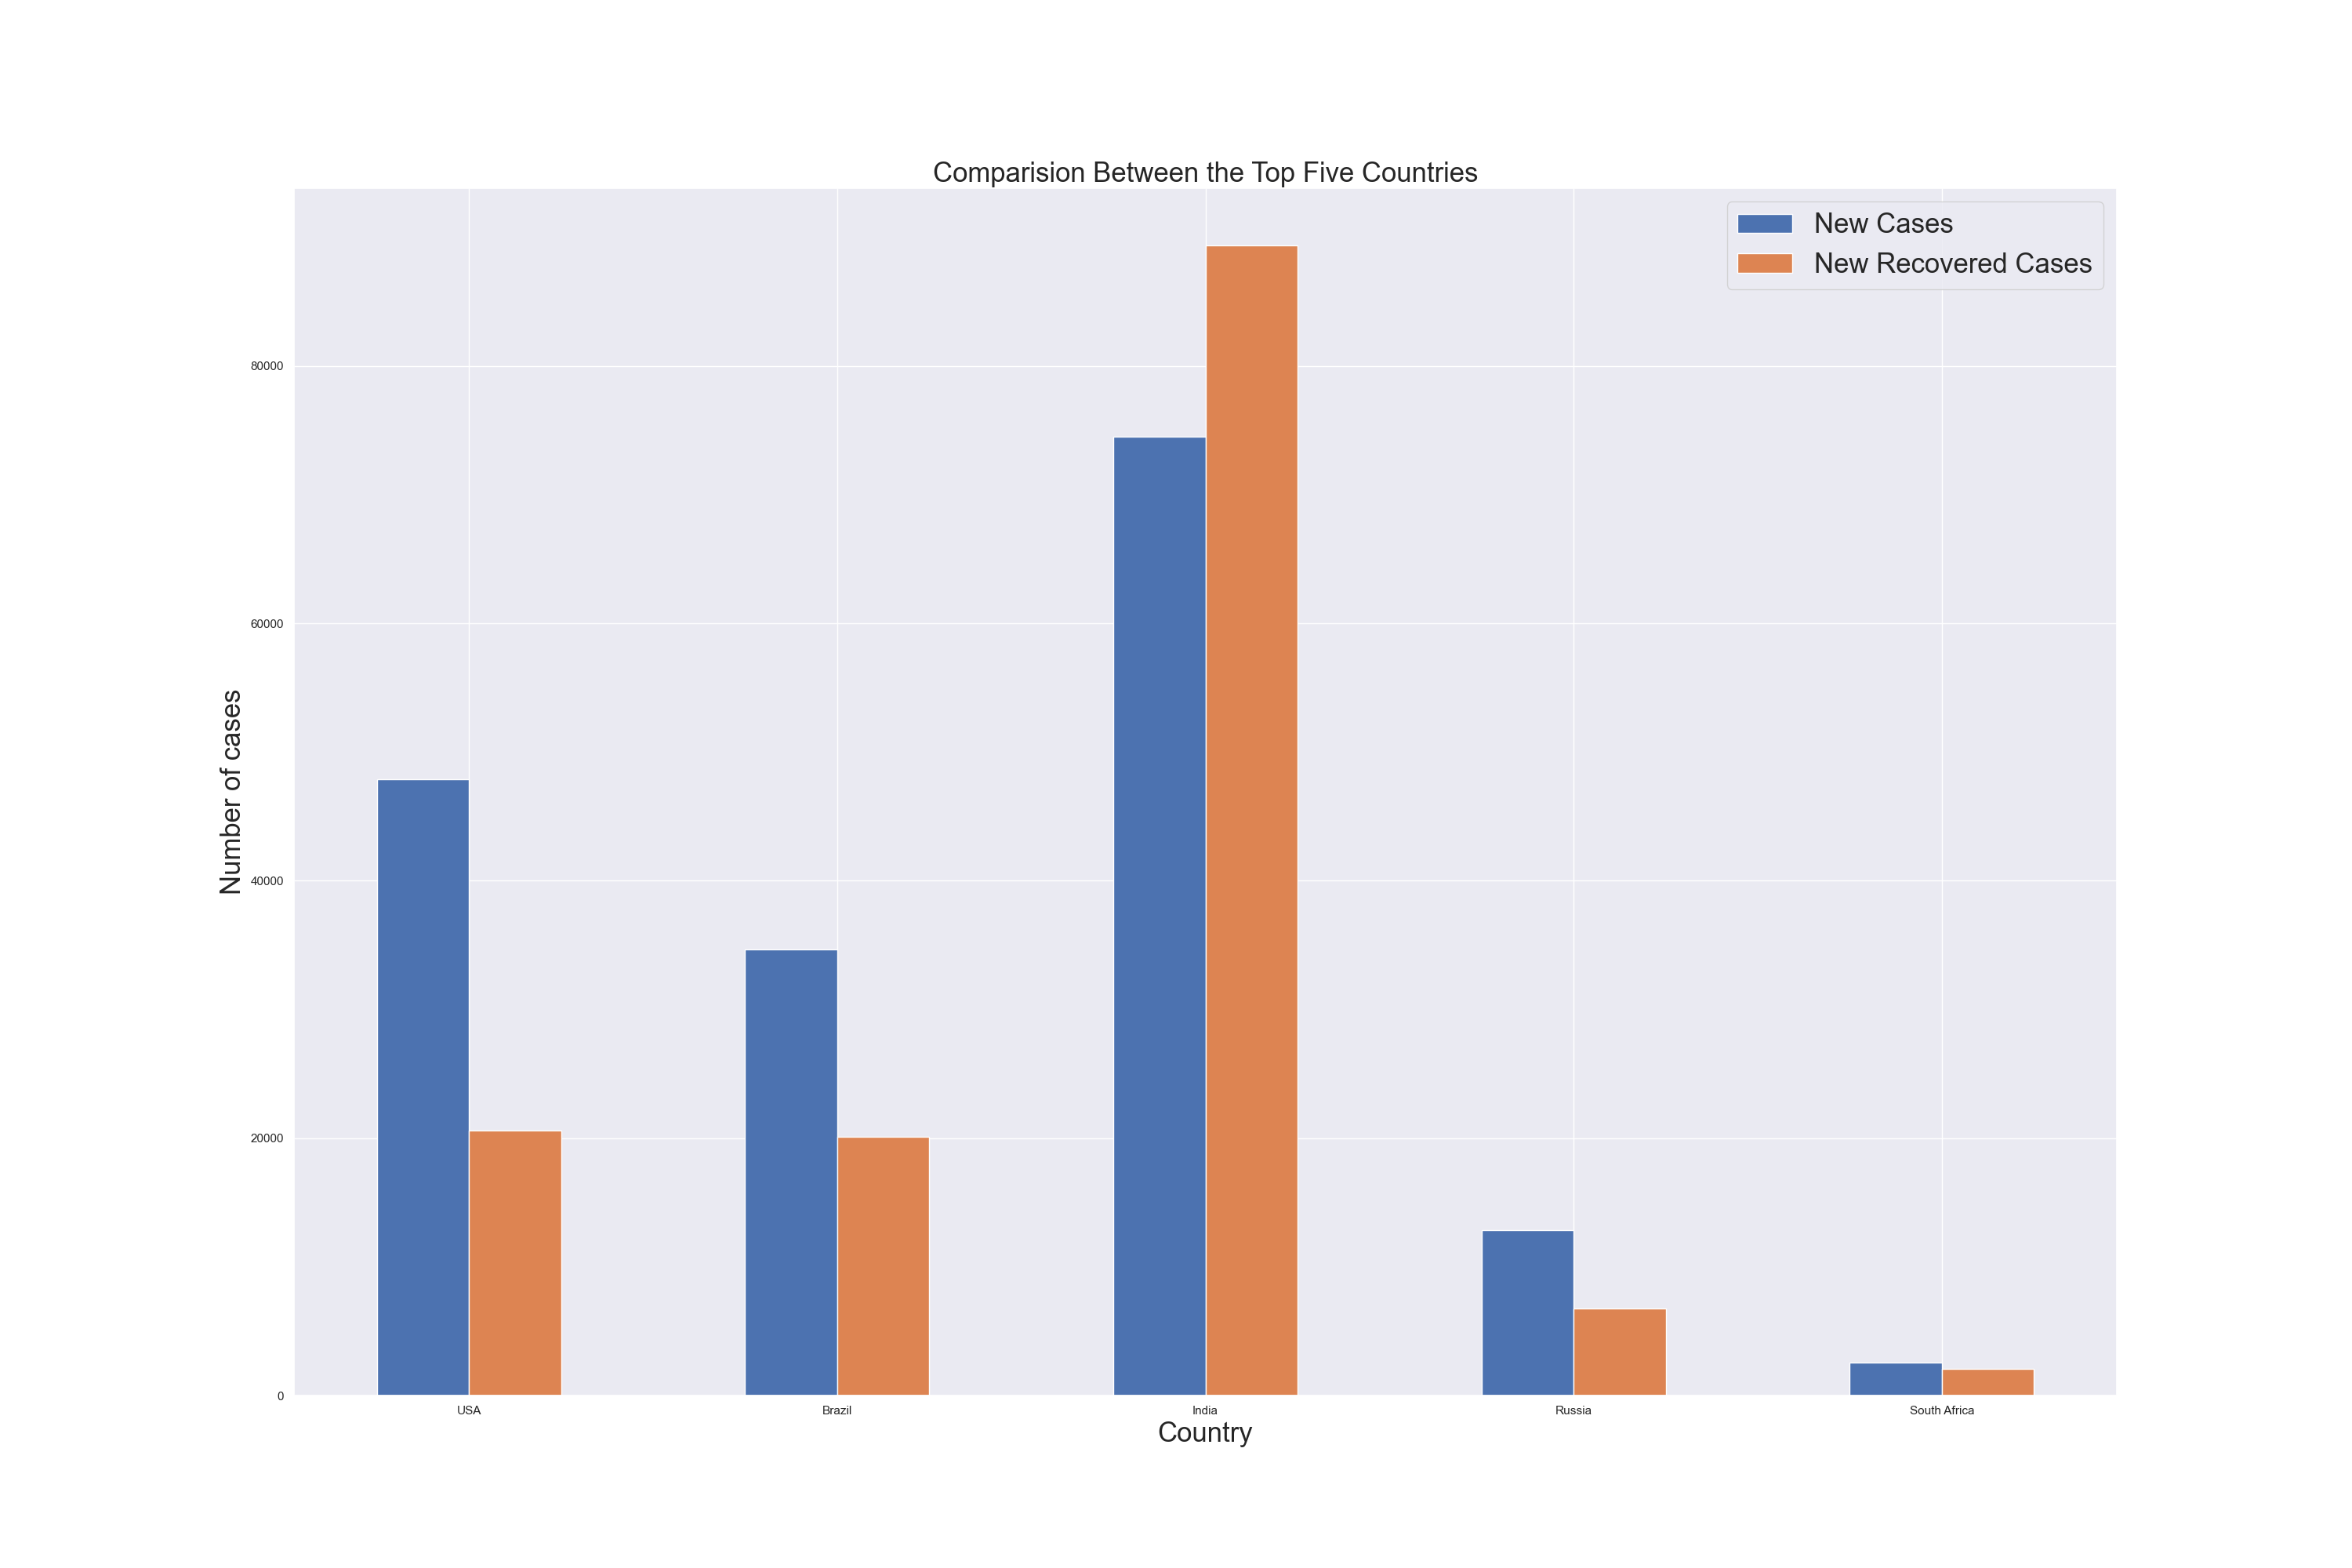 Comparision Between the Top Five Countries
New Cases
New Recovered Cases
Number of cases
80000
60000
40000
20000
0
USA
Brazil
India
Russia
South Africa
Country